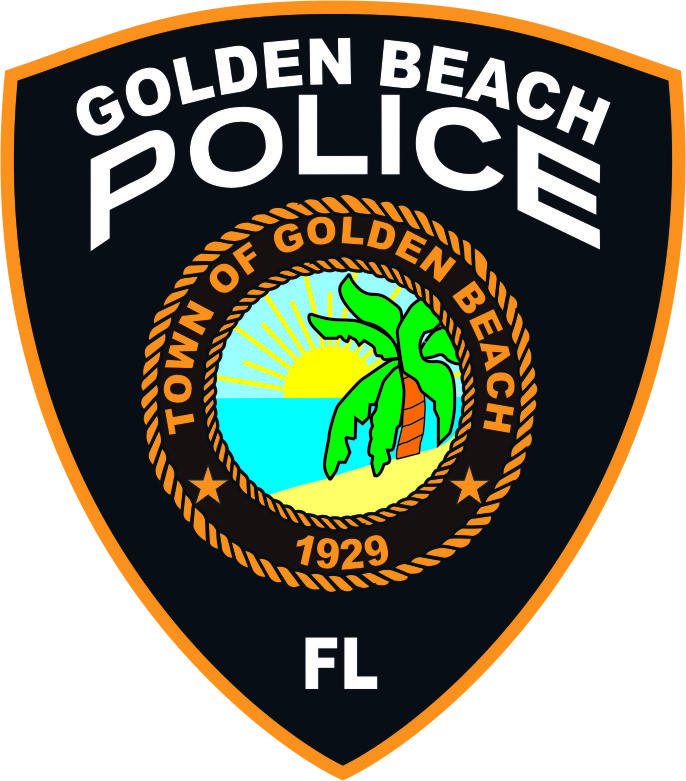 GOLDEN BEACH
POLICE
TOWN OF GOLDEN BEACH
1929
FL